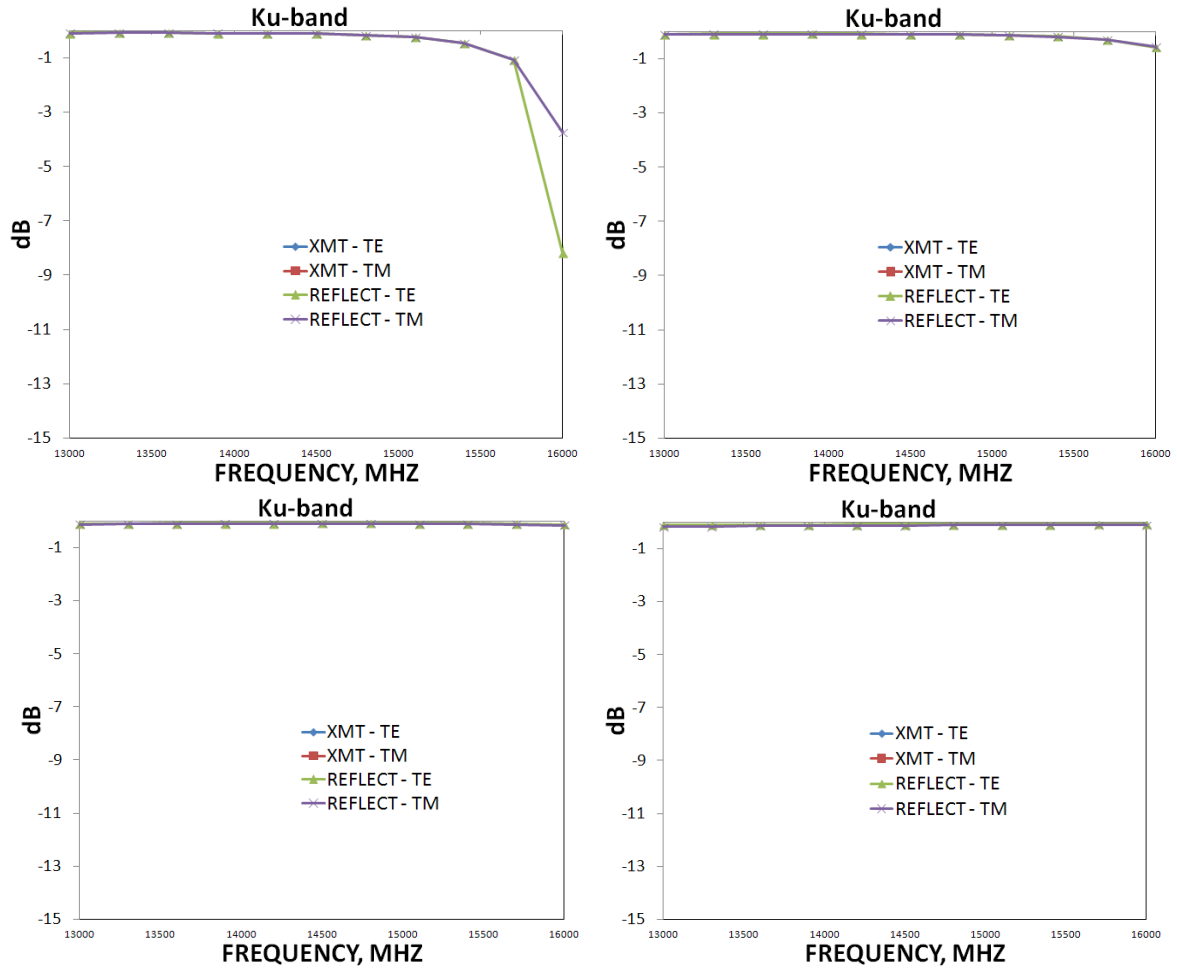 Ku-band
-1
-3
-5
-7
-9
-11
-13
-15
dB
XMT - TE
XMT - TM
REFLECT - TE
REFLECT - TM
13000 13500 14000 14500 15000 15500 16000
FREQUENCY, MHZ
Ku-band
-1
-3
-5
-7
-9
-11
-13
-15
dB
XMT - TE
XMT - TM
REFLECT - TE
REFLECT - TM
13000 13500 14000 14500 15000 15500 16000
FREQUENCY, MHZ
Ku-band
-1
-3
-5
-7
-9
-11
-13
-15
dB
XMT - TE
XMT - TM
REFLECT - TE
REFLECT - TM
13000 13500 14000 14500 15000 15500 16000
FREQUENCY, MHZ
Ku-band
-1
-3
-5
-7
-9
-11
-13
-15
dB
XMT - TE
XMT - TM
REFLECT - TE
REFLECT - TM
13000 13500 14000 14500 15000 15500 16000
FREQUENCY, MHZ